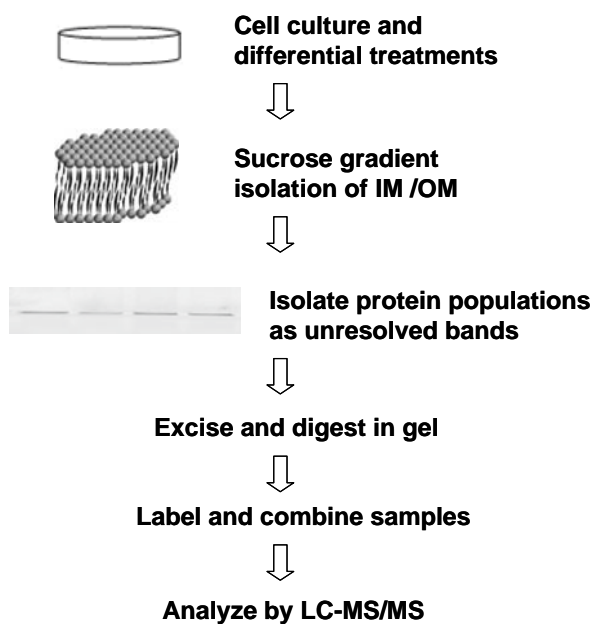 Cell culture and
differential treatments
Sucrose gradient
isolation of IM /OM
Isolate protein populations
as unresolved bands
Excise and digest in gel
Label and combine samples
Analyze by LC-MS/MS